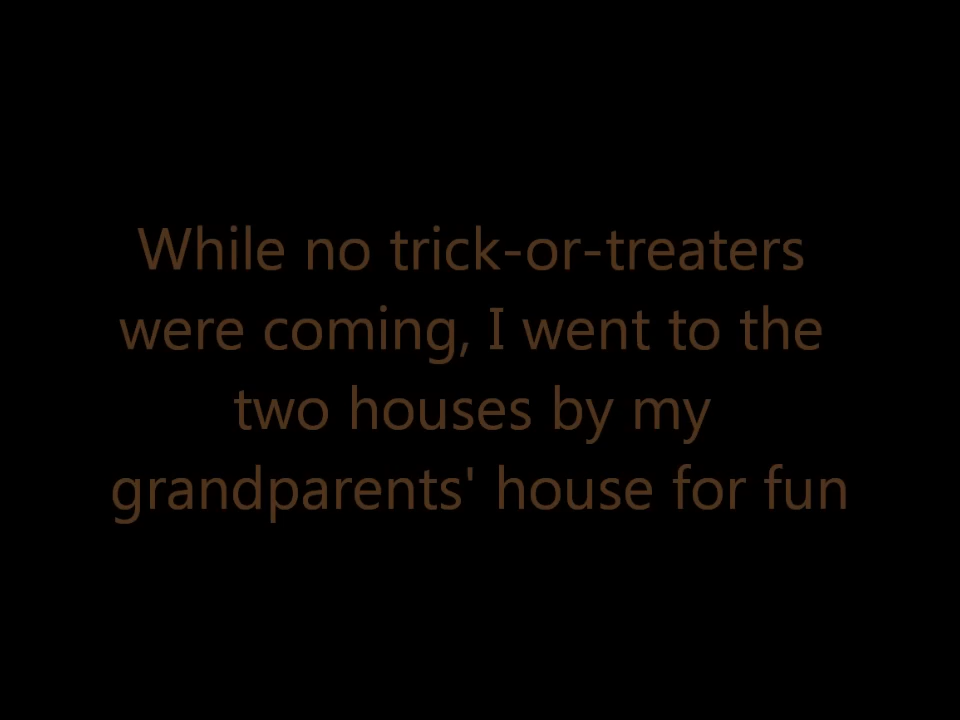 While no trick-or-treaters
were coming, I went to the
two houses by my
grandparents' house for fun